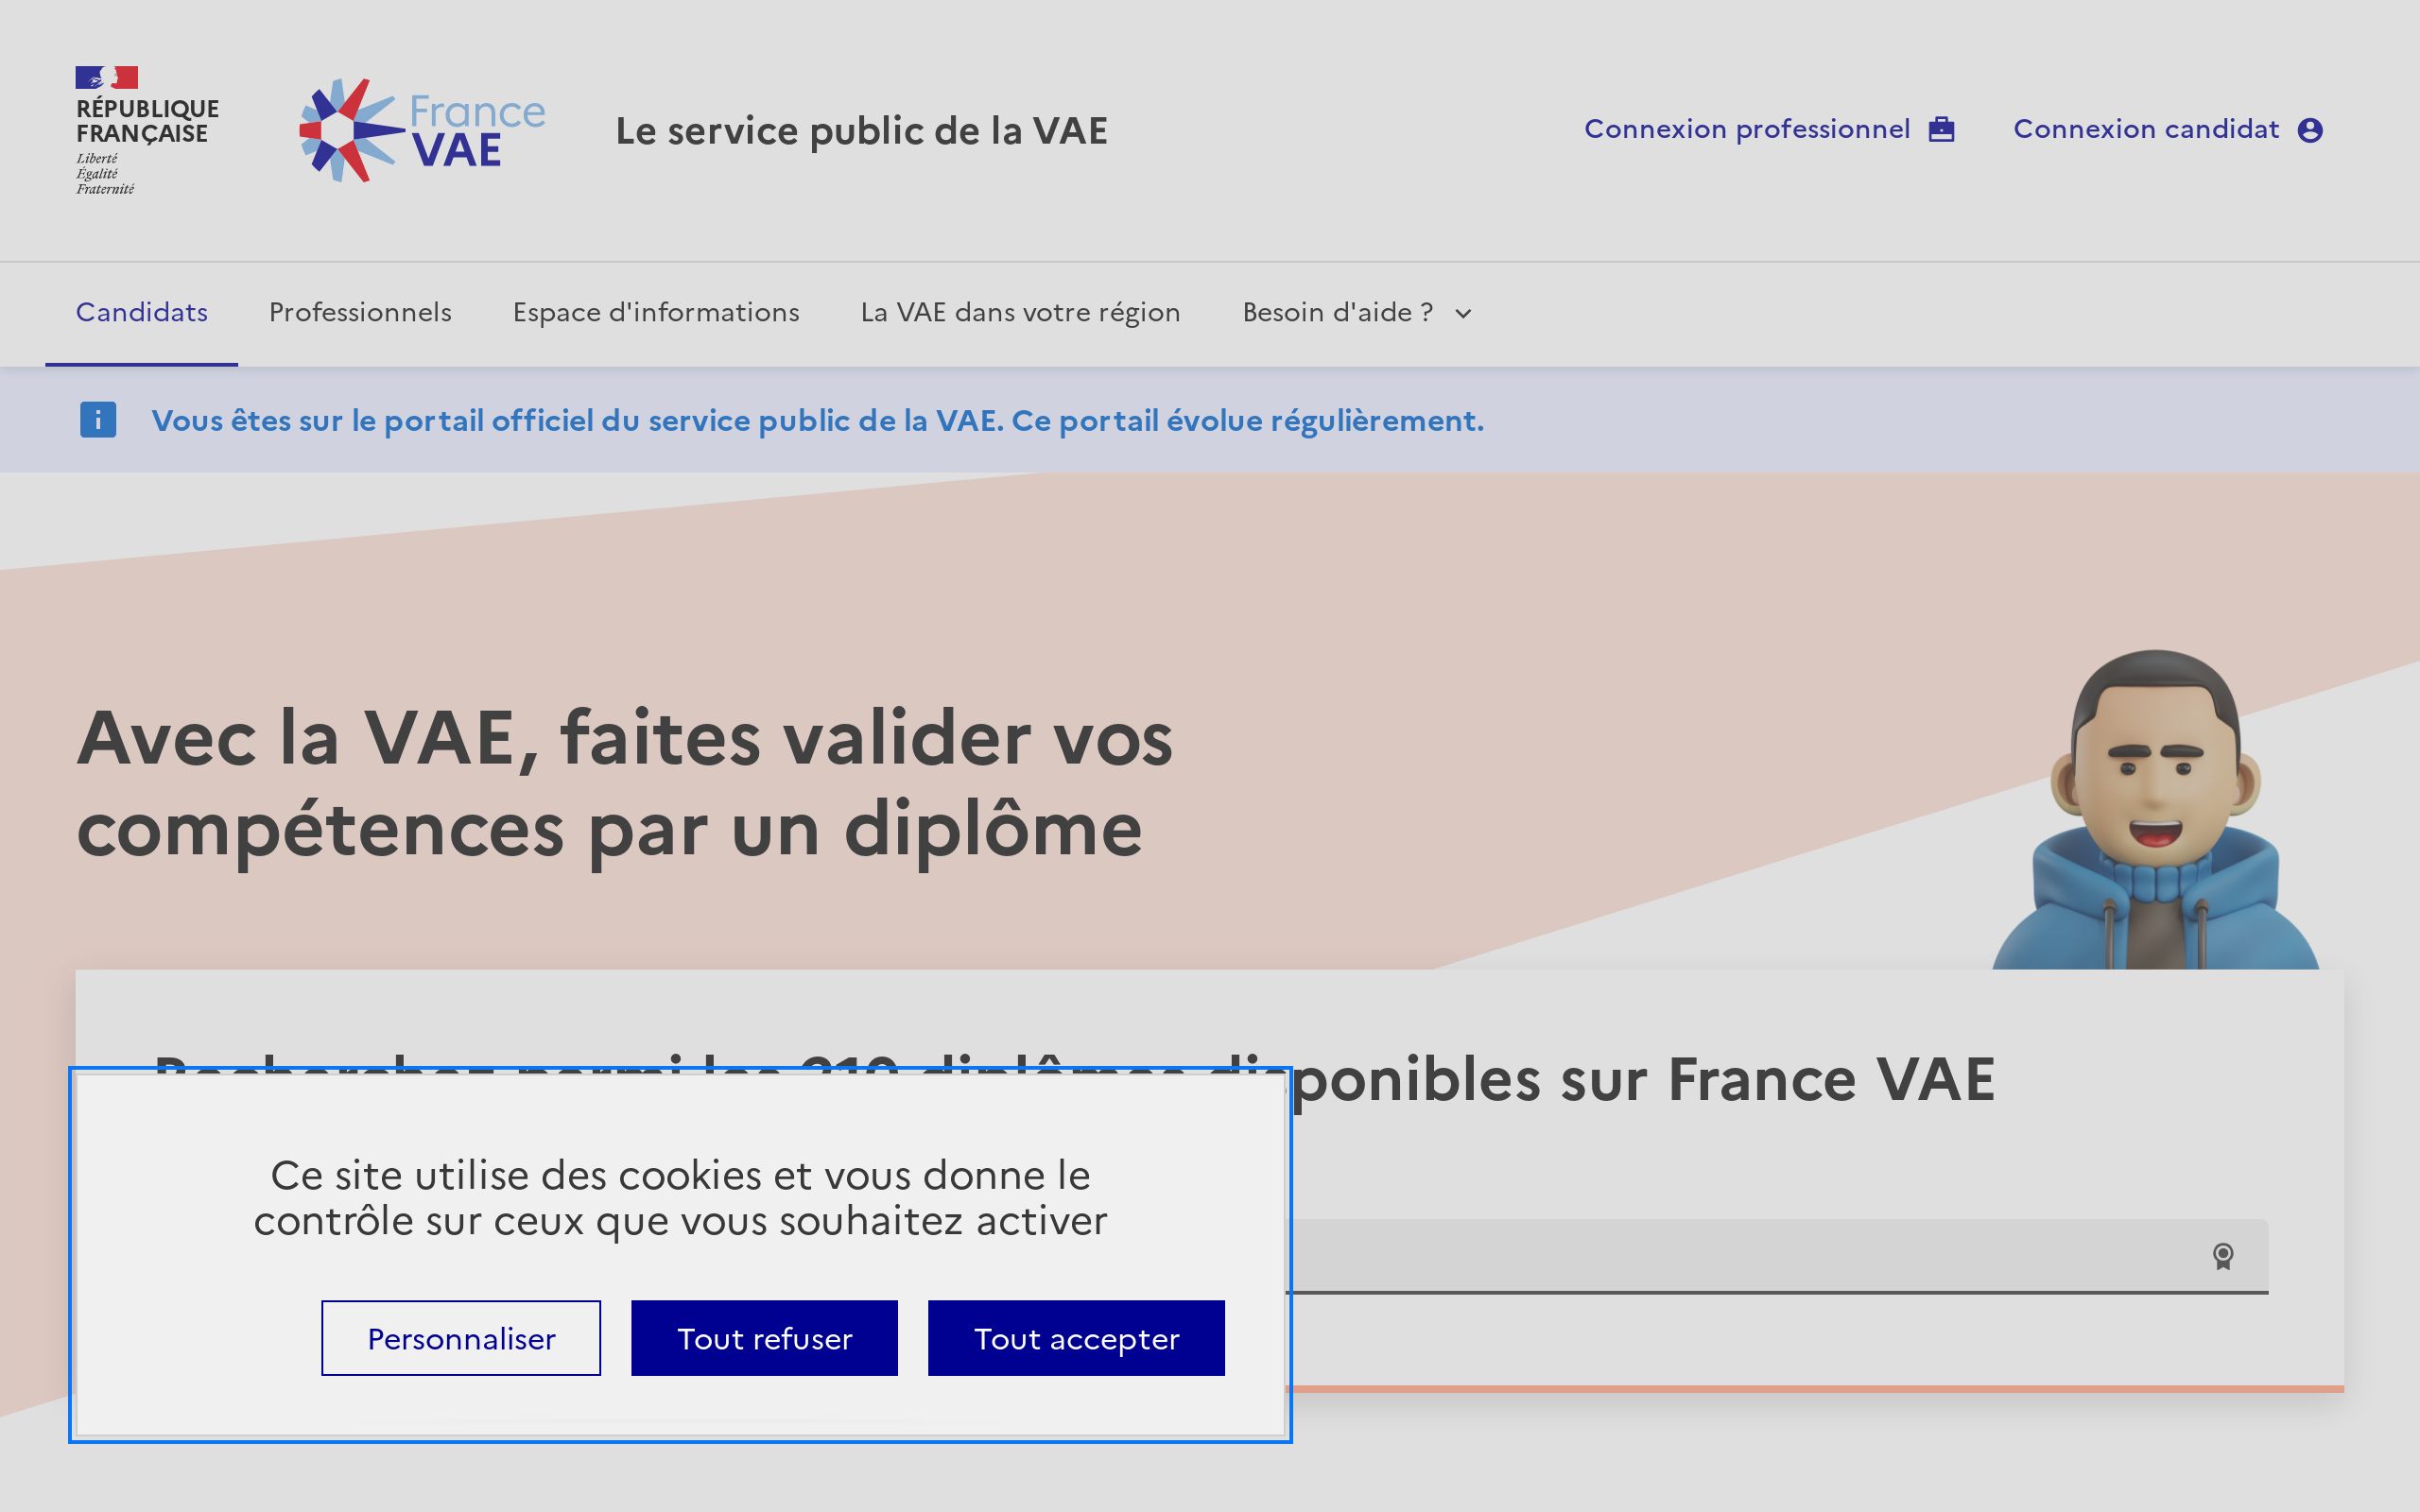 RÉPUBLIQUE
FRANÇAISE
Liberté
Égalité
Fraternité
France
VAE
Le service public de la VAE
Connexion professionnel
Connexion candidat
Candidats
Professionnels
Espace d'informations
La VAE dans votre région
Besoin d'aide ?
Vous êtes sur le portail officiel du service public de la VAE. Ce portail évolue régulièrement.
Avec la VAE, faites valider vos
compétences par un diplôme
diplômes disponibles sur France VAE
Ce site utilise des cookies et vous donne le
contrôle sur ceux que vous souhaitez activer
Personnaliser
Tout refuser
Tout accepter